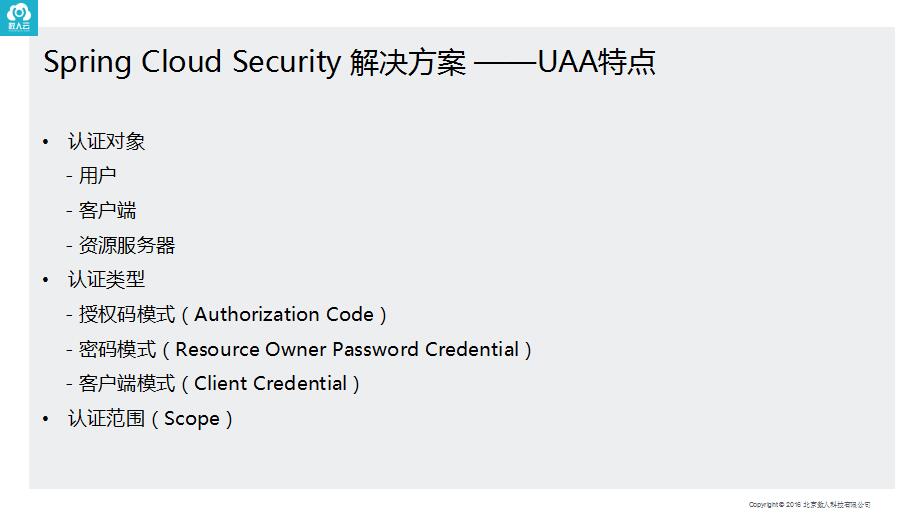 数人云
Spring Cloud Security 解决方案 ——UAA特点
• 认证对象
- 用户
- 客户端
- 资源服务器
• 认证类型
- 授权码模式（Authorization Code）
- 密码模式（Resource Owner Password Credential）
- 客户端模式（Client Credential）
• 认证范围（Scope）
Copyright © 2016 北京数人科技有限公司